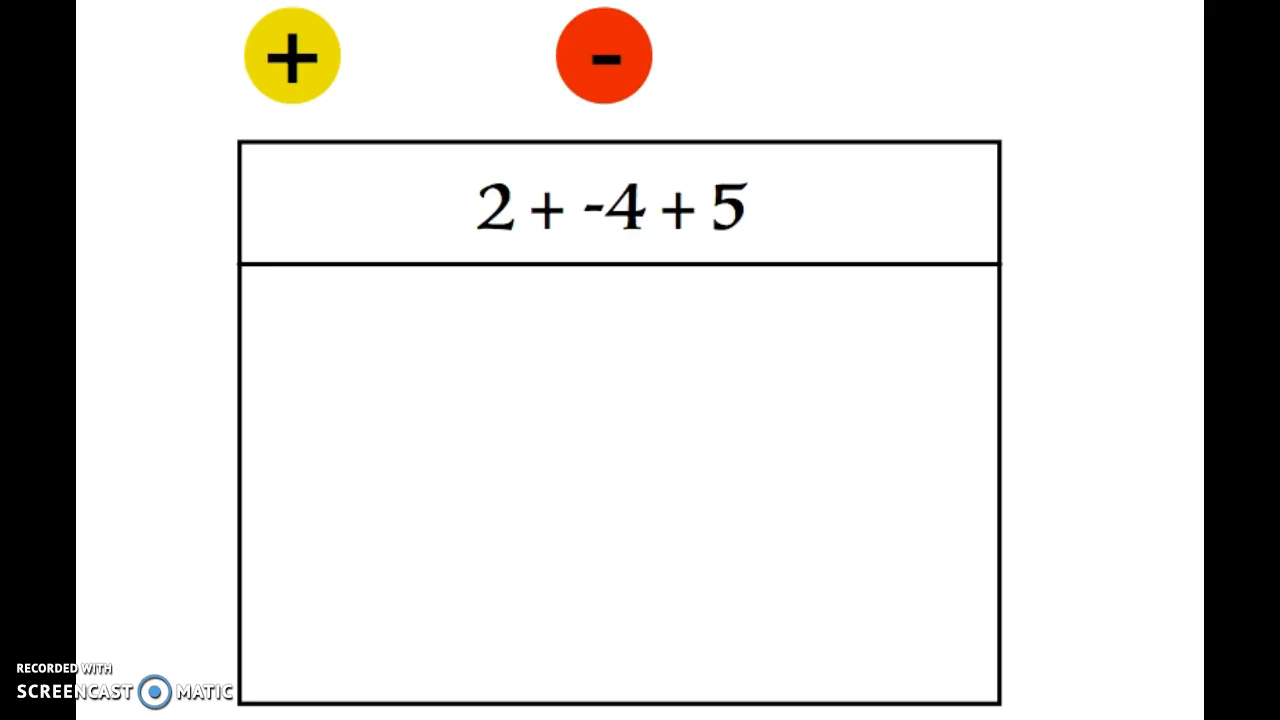 + -
2 + -4 + 5
RECORDED WITH
SCREENCAST MATIC